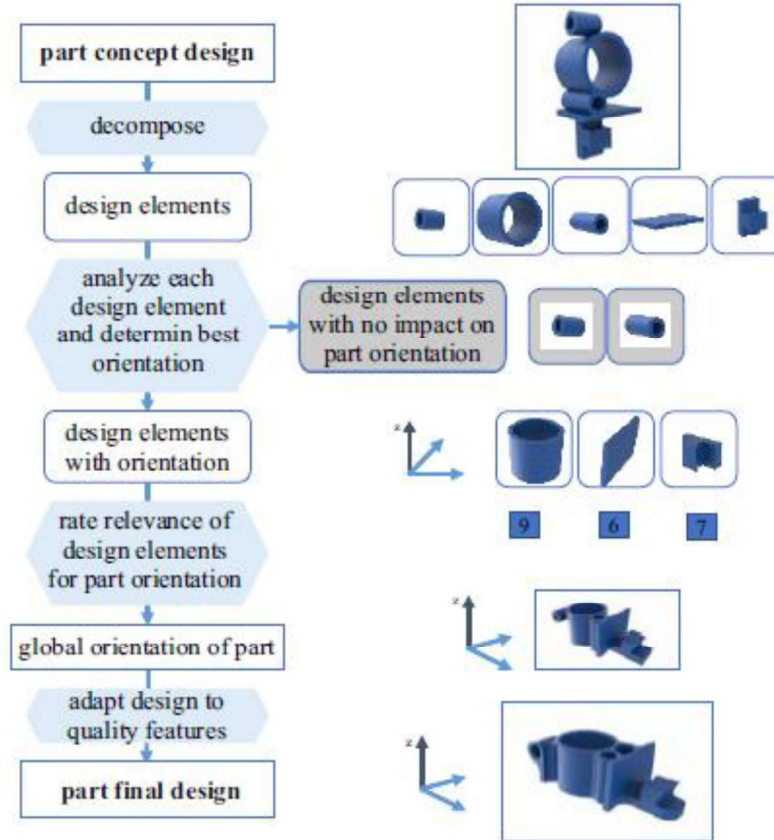 part concept design
decompose
design elements
analyze each
design element
and determin best
orientation
design elements
with no impact on
part orientation
design elements
with orientation
z
9
6
7
rate relevance of
design elements
for part orientation
z
global orientation of part
adapt design to
quality features
z
part final design